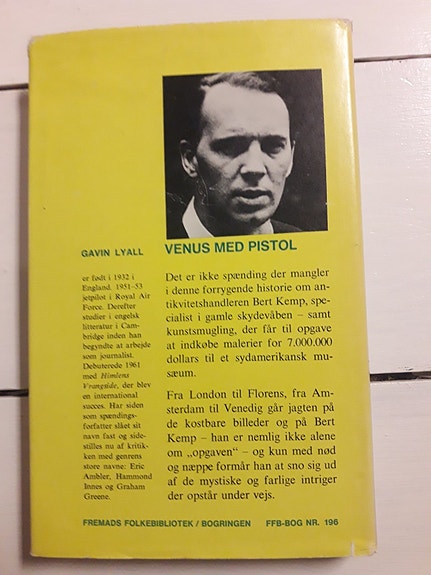 GAVIN LYALL
er født i 1932 i
England. 1951-53
jetpilot i Royal Air
Force. Derefter
studier i engelsk
litteratur i Cam-
bridge inden han
begyndte at arbejde
som journalist.
Debuterede 1961
med Himlens
Vrangside, der blev
en international
succes. Har siden
som spændings-
forfatter slået sit
navn fast og side-
stilles nu af kritik-
ken med genrens
store navne: Eric
Ambler, Hammond
Innes og Graham
Greene.
VENUS MED PISTOL
Det er ikke spænding der mangler
i denne forrygende historie om an-
tikvitetshandleren Bert Kemp, spe-
cialist i gamle skydevåben – samt
kunstsmugling, der får til opgave
at indkøbe malerier for 7.000.000
dollars til et sydamerikansk mu-
sæum.
Fra London til Florens, fra Am-
sterdam til Venedig går jagten på
de kostbare billeder og på Bert
Kemp – han er nemlig ikke alene
om „opgaven“ – og kun med nød
og næppe formår han at sno sig ud
af de mystiske og farlige intriger
der opstår under vejs.
FREMADS FOLKEBIBLIOTEK / BOGRINGEN FFB-BOG NR. 196